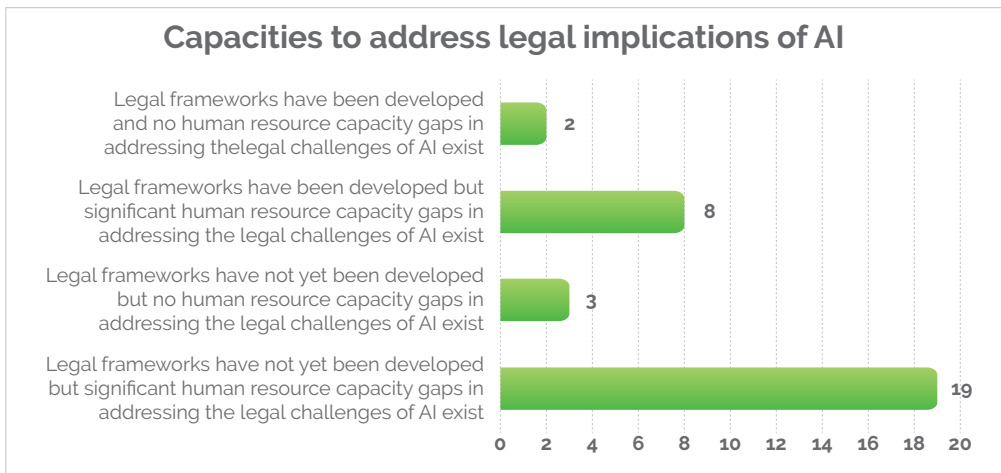 Capacities to address legal implications of AI
Legal frameworks have been developed
and no human resource capacity gaps in
addressing thelegal challenges of AI exist
2
Legal frameworks have been developed but
significant human resource capacity gaps in
addressing the legal challenges of AI exist
8
Legal frameworks have not yet been developed
but no human resource capacity gaps in
addressing the legal challenges of AI exist
3
Legal frameworks have not yet been developed
but significant human resource capacity gaps in
addressing the legal challenges of AI exist
19
0 2 4 6 8 10 12 14 16 18 20